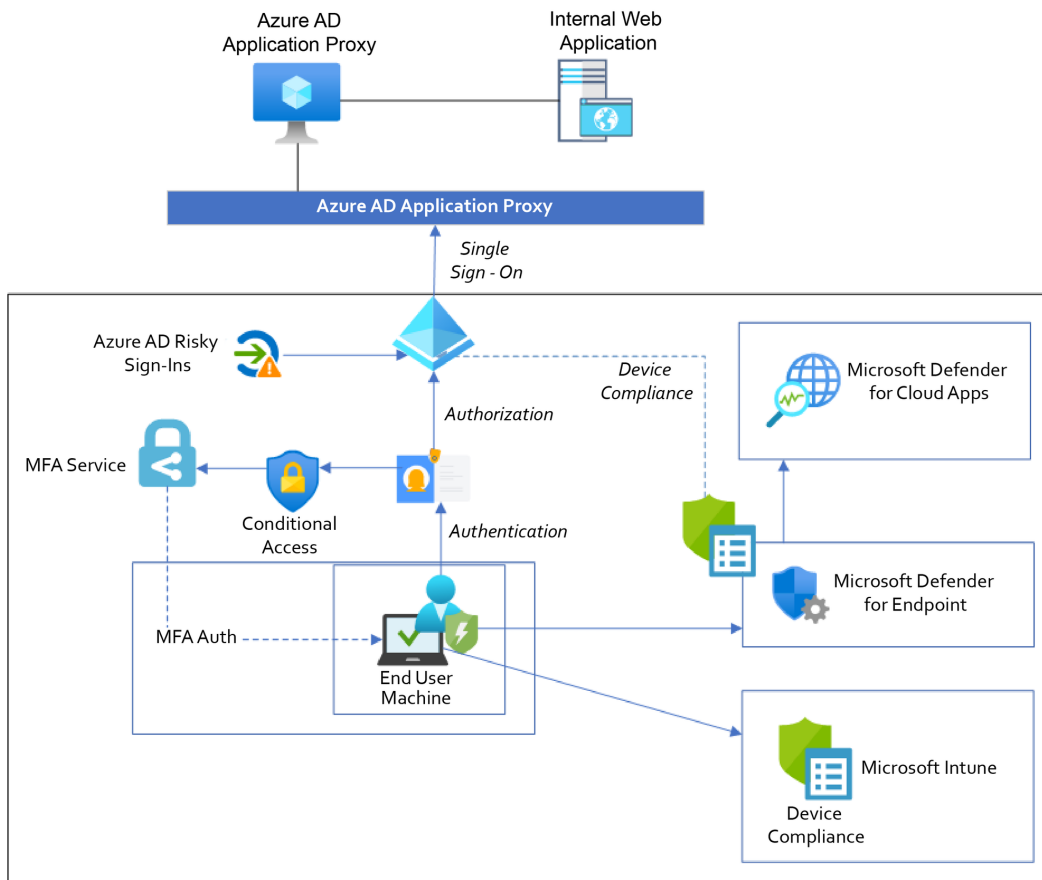 Azure AD
Application Proxy
Internal Web
Application
Azure AD Application Proxy
Single
Sign - On
Azure AD Risky
Sign-Ins
Device
Compliance
Microsoft Defender
for Cloud Apps
Authorization
MFA Service
Conditional
Access
Authentication
Microsoft Defender
for Endpoint
MFA Auth
End User
Machine
Microsoft Intune
Device
Compliance